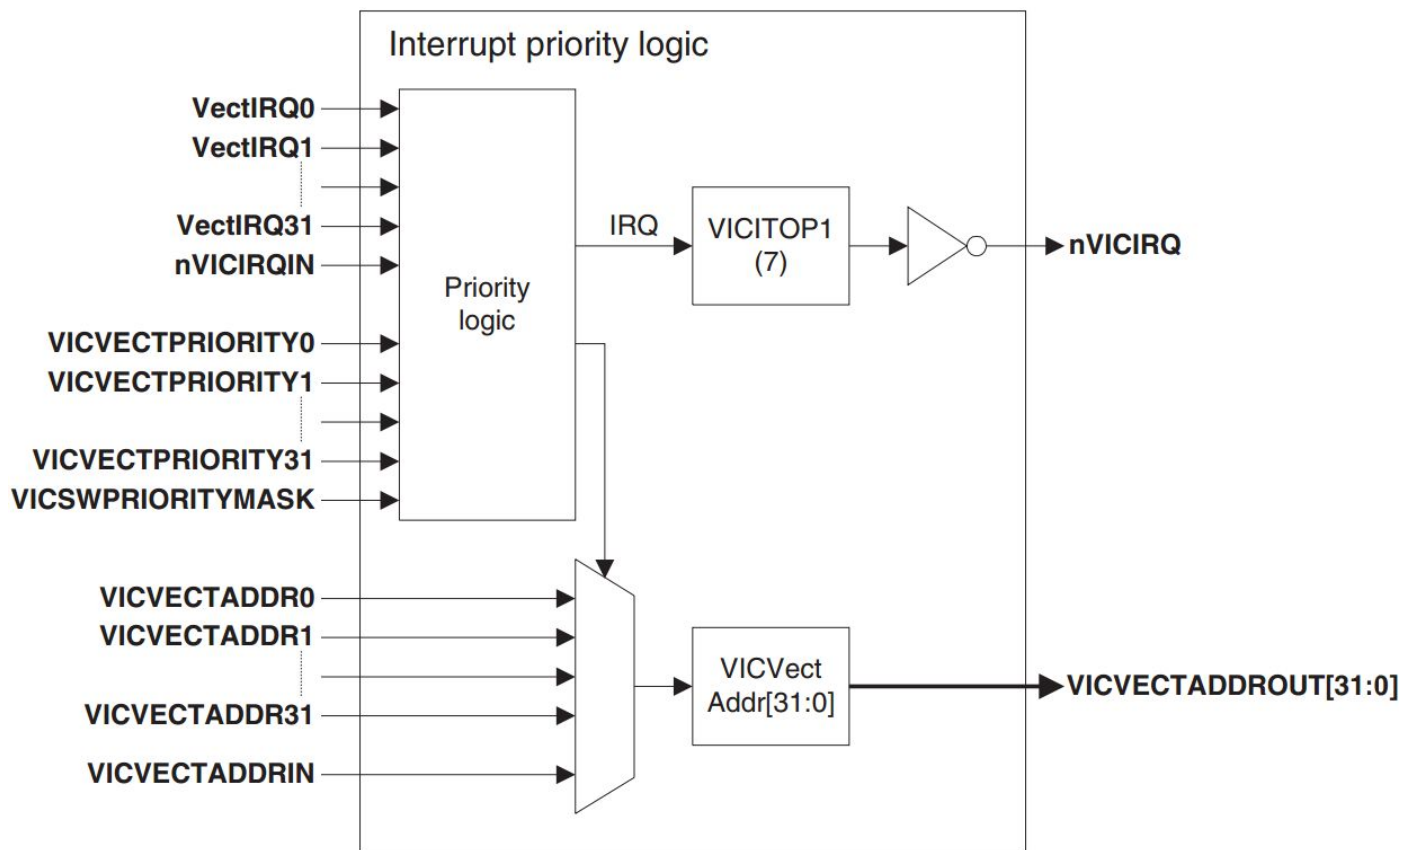 Interrupt priority logic
VectIRQ0
VectIRQ1
VectIRQ31
nVICIRQIN
VICVECTPRIORITY0
VICVECTPRIORITY1
VICVECTPRIORITY31
VICSWPRIORITYMASK
Priority
logic
IRQ
VICITOP1
(7)
nVICIRQ
VICVECTADDR0
VICVECTADDR1
VICVECTADDR31
VICVECTADDRIN
VICVect
Addr[31:0]
VICVECTADDROUT[31:0]